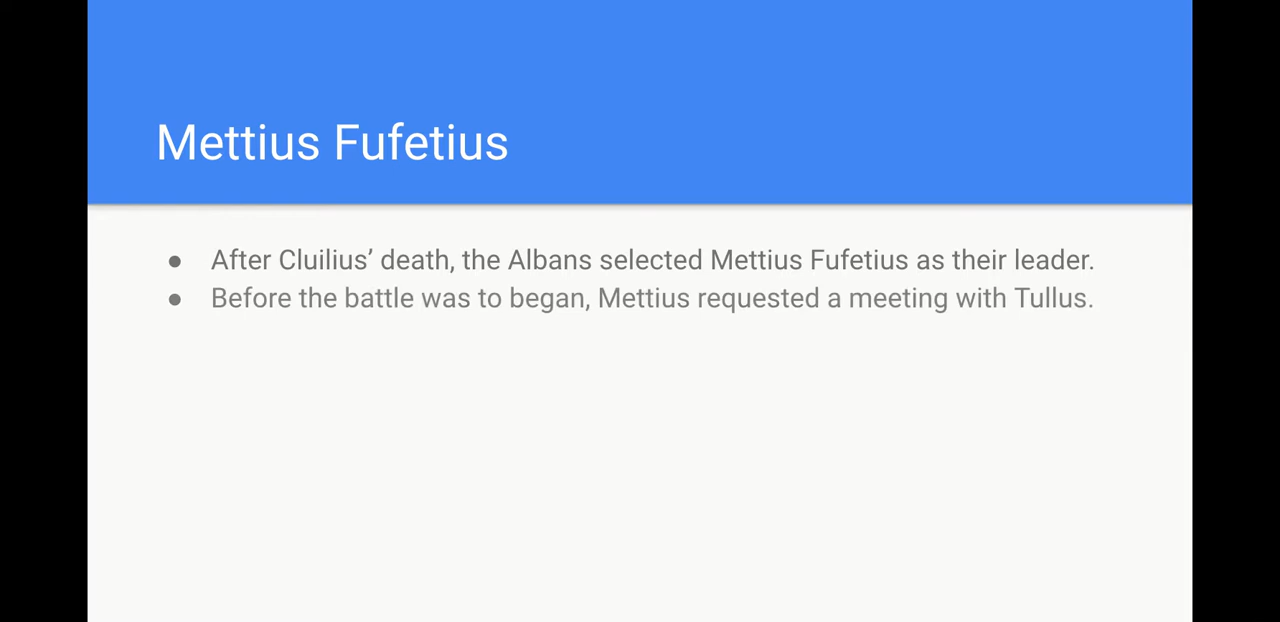 Mettius Fufetius
● After Cluilius’ death, the Albans selected Mettius Fufetius as their leader.
● Before the battle was to began, Mettius requested a meeting with Tullus.